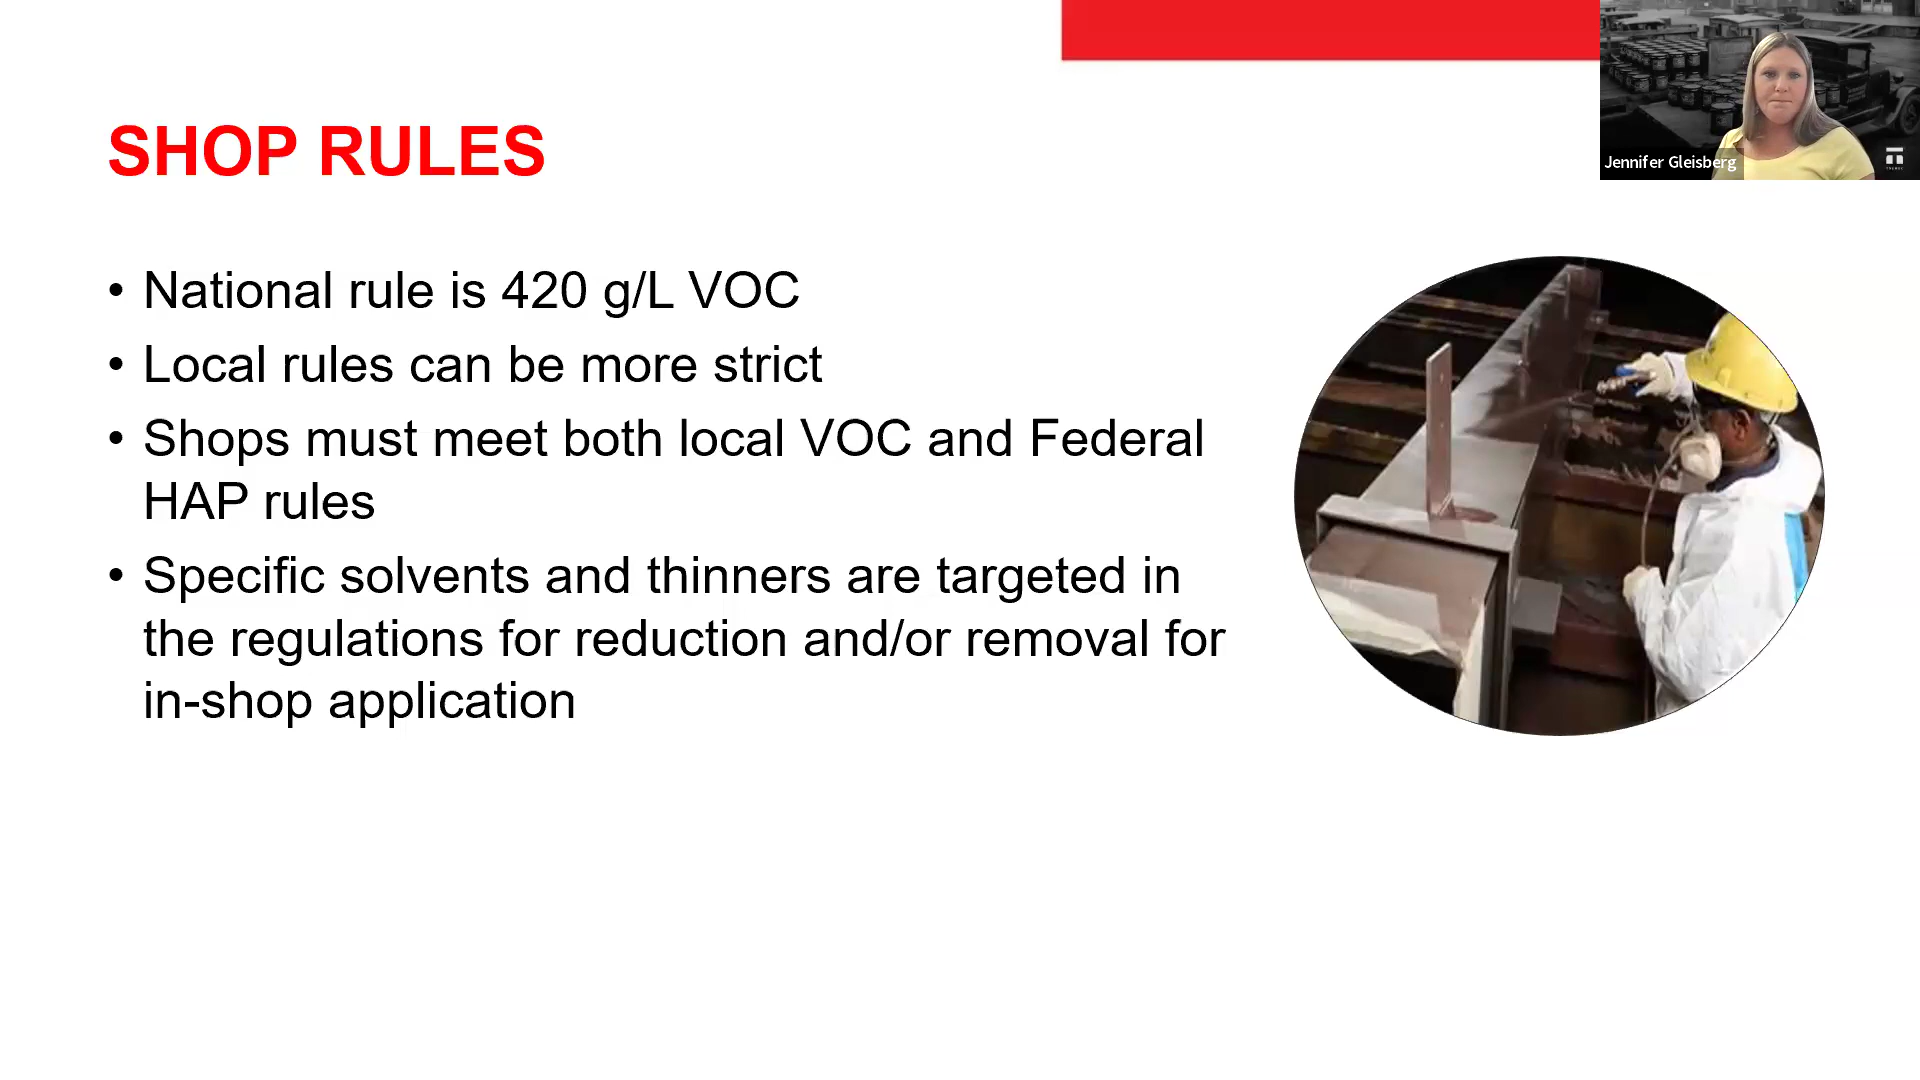 SHOP RULES
Jennifer Gleisberg
• National rule is 420 g/L VOC
• Local rules can be more strict
• Shops must meet both local VOC and Federal
HAP rules
• Specific solvents and thinners are targeted in
the regulations for reduction and/or removal for
in-shop application